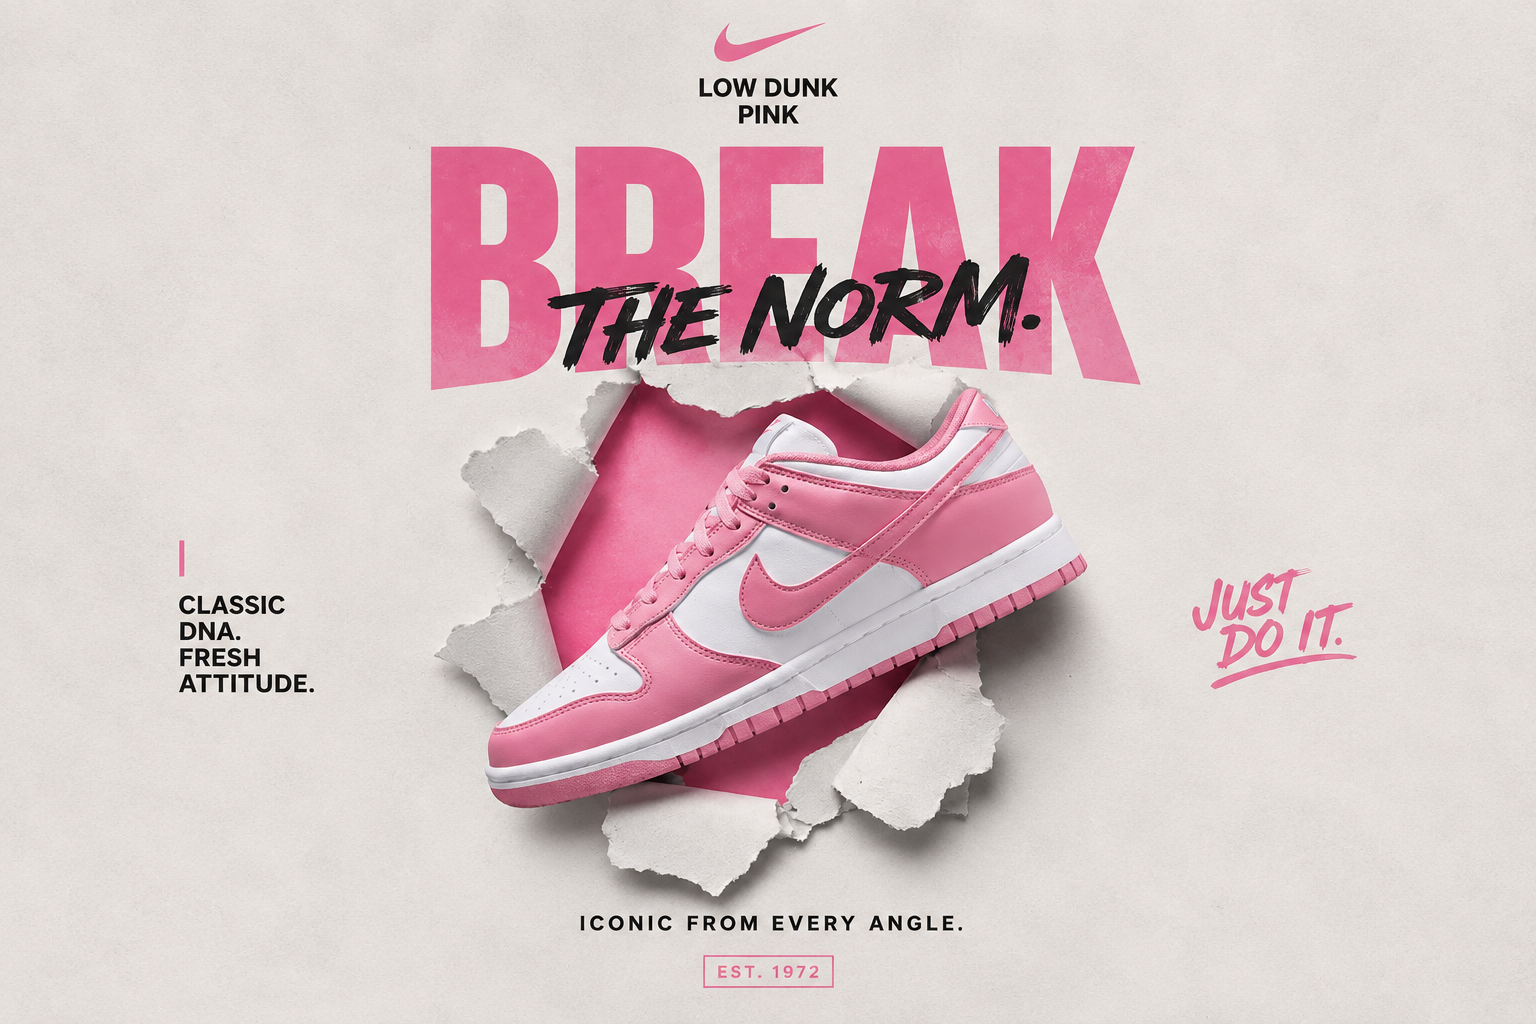 LOW DUNK
PINK
BREAK
THE NORM.
CLASSIC
DNA.
FRESH
ATTITUDE.
JUST
DO IT.
ICONIC FROM EVERY ANGLE.
EST. 1972